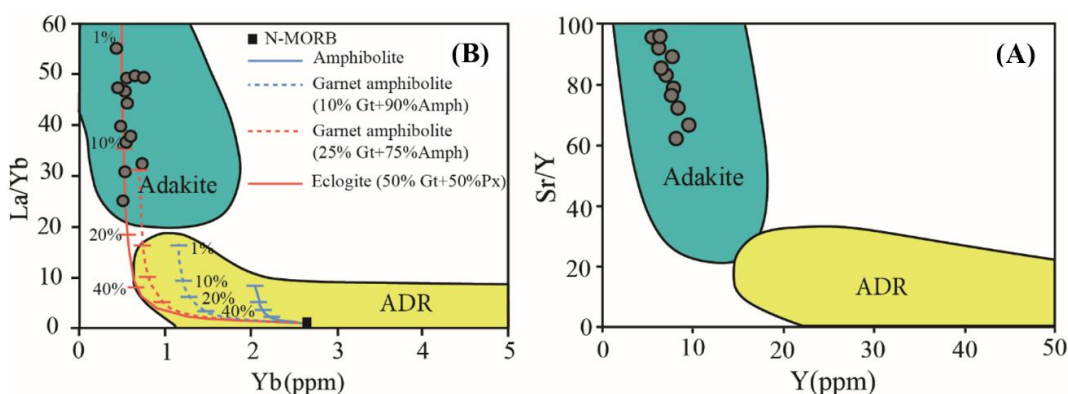 60
50
40
30
20
10
0
La/Yb
0
1
2
3
4
5
Yb(ppm)
(B)
N-MORB
Amphibolite
Garnet amphibolite
(10% Gt+90%Amph)
Garnet amphibolite
(25% Gt+75%Amph)
Eclogite (50% Gt+50%Px)
1%
10%
20%
40%
Adakite
1%
10%
20%
40%
ADR
100
80
60
40
20
0
Sr/Y
0
10
20
30
40
50
Y(ppm)
(A)
Adakite
ADR